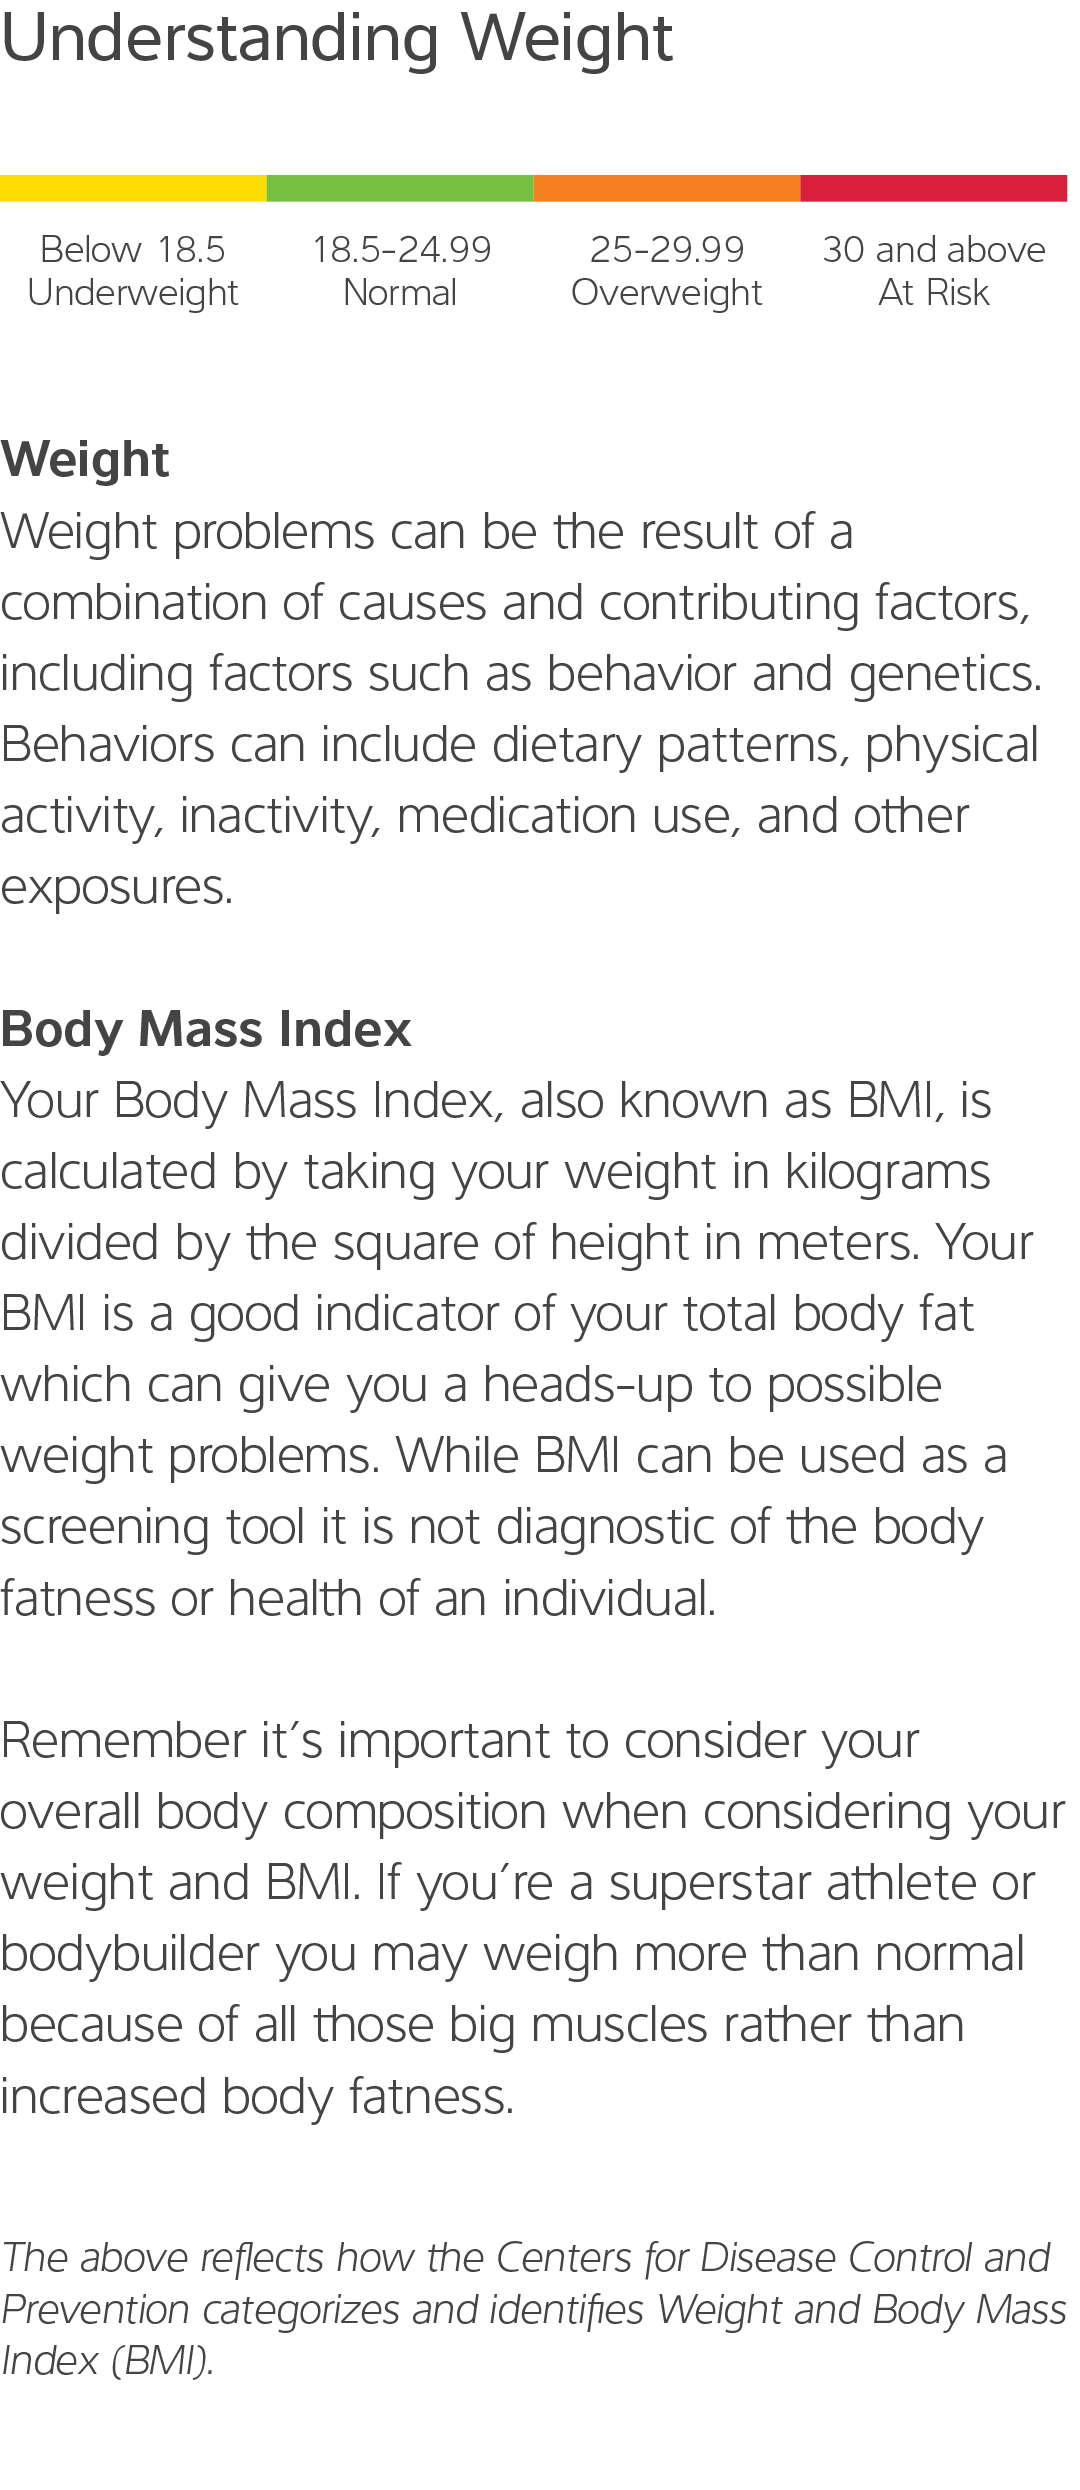 Understanding Weight
Below 18.5 18.5-24.99 25-29.99 30 and above
Underweight Normal Overweight At Risk
Weight
Weight problems can be the result of a
combination of causes and contributing factors,
including factors such as behavior and genetics.
Behaviors can include dietary patterns, physical
activity, inactivity, medication use, and other
exposures.
Body Mass Index
Your Body Mass Index, also known as BMI, is
calculated by taking your weight in kilograms
divided by the square of height in meters. Your
BMI is a good indicator of your total body fat
which can give you a heads-up to possible
weight problems. While BMI can be used as a
screening tool it is not diagnostic of the body
fatness or health of an individual.
Remember it’s important to consider your
overall body composition when considering your
weight and BMI. If you’re a superstar athlete or
bodybuilder you may weigh more than normal
because of all those big muscles rather than
increased body fatness.
The above reflects how the Centers for Disease Control and
Prevention categorizes and identifies Weight and Body Mass
Index (BMI).